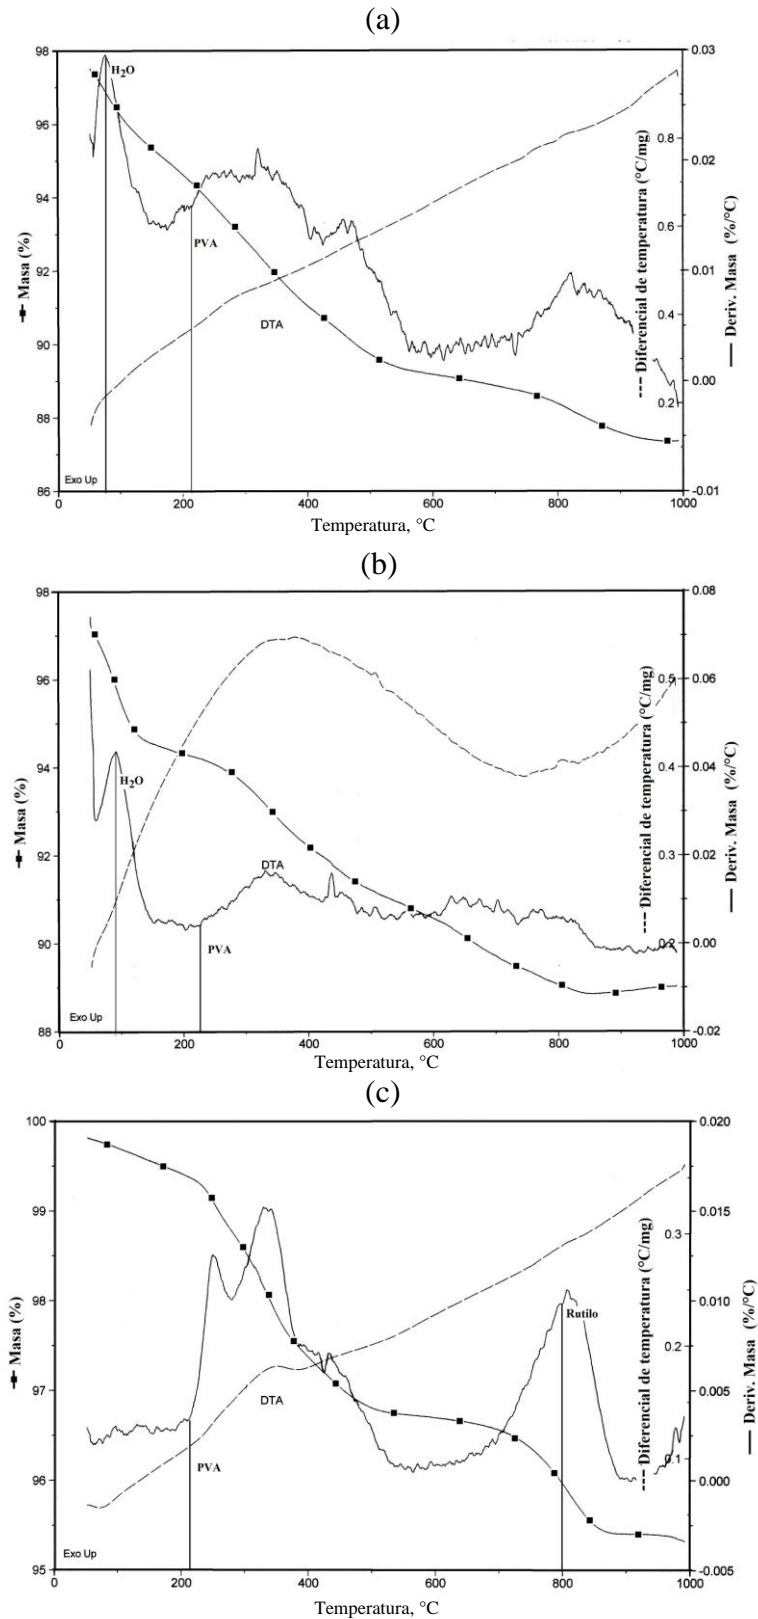 (a)
98
96
94
92
90
88
86
0.03
0.02
0.01
0.00
-0.01
0.8
0.6
0.4
0.2
H2O
PVA
DTA
Exo Up
Masa (%)
Diferencial de temperatura (°C/mg)
Deriv. Masa (%/°C)
0 200 400 600 800 1000
Temperatura, °C
(b)
98
96
94
92
90
88
0.08
0.06
0.04
0.02
0.00
-0.02
0.5
0.4
0.3
0.2
H2O
PVA
DTA
Exo Up
Masa (%)
Diferencial de temperatura (°C/mg)
Deriv. Masa (%/°C)
0 200 400 600 800 1000
Temperatura, °C
(c)
100
99
98
97
96
95
0.020
0.015
0.010
0.005
0.000
-0.005
0.3
0.2
0.1
Rutilo
DTA
PVA
Exo Up
Masa (%)
Diferencial de temperatura (°C/mg)
Deriv. Masa (%/°C)
0 200 400 600 800 1000
Temperatura, °C